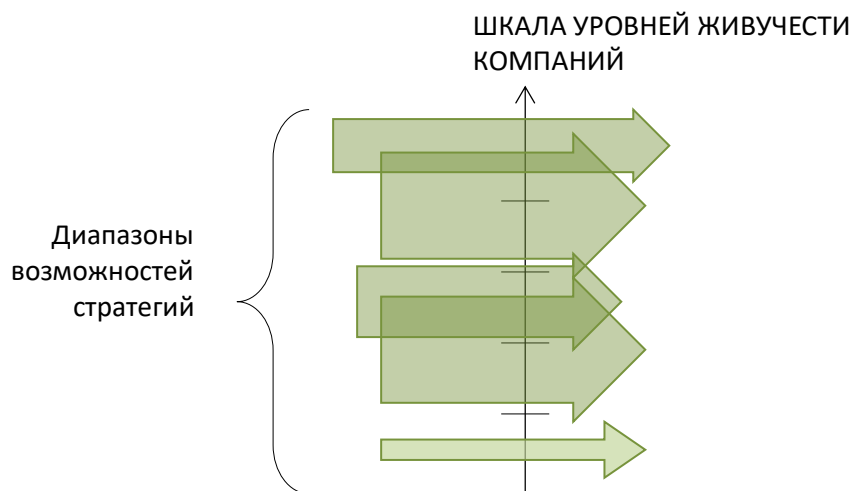 ШКАЛА УРОВНЕЙ ЖИВУЧЕСТИ
КОМПАНИЙ
Диапазоны
возможностей
стратегий